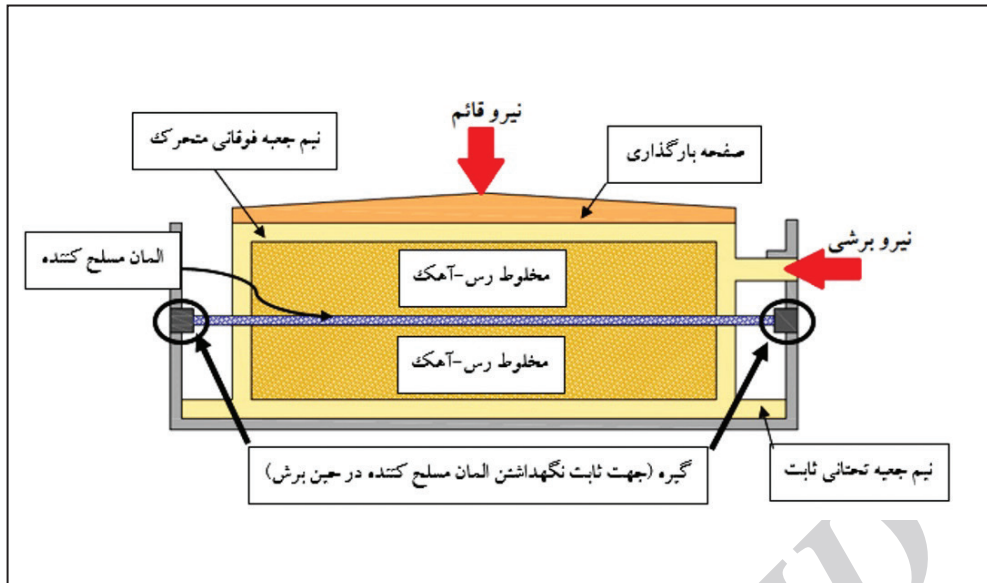 نیرو قائم
نیم جعبه فوقانی متحرک
صفحه بارگذاری
نیرو برشی
المان مسلح کننده
مخلوط رس-آهک
مخلوط رس-آهک
گیره (جهت ثابت نگهداشتن المان مسلح کننده در حین برش)
نیم جعبه تحتانی ثابت